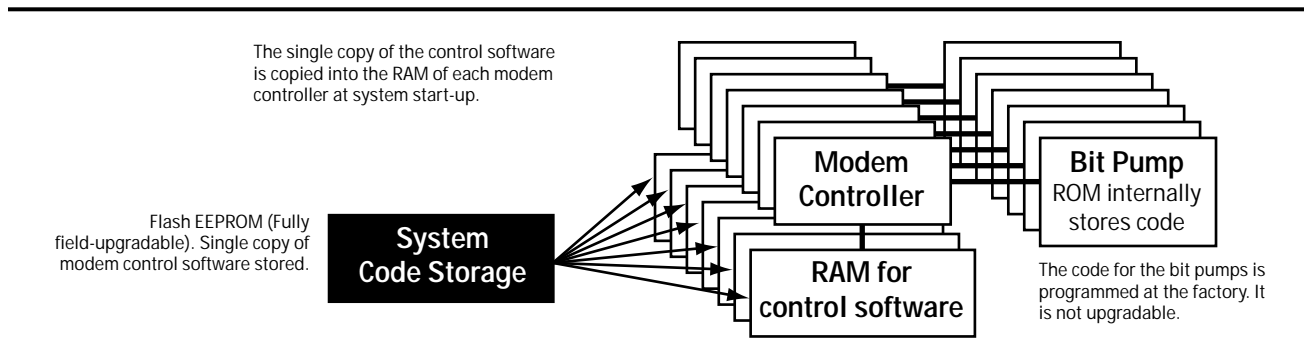 The single copy of the control software
is copied into the RAM of each modem
controller at system start-up.
Flash EEPROM (Fully
field-upgradable). Single copy of
modem control software stored.
System
Code Storage
Modem
Controller
RAM for
control software
Bit Pump
ROM internally
stores code
The code for the bit pumps is
programmed at the factory. It
is not upgradable.